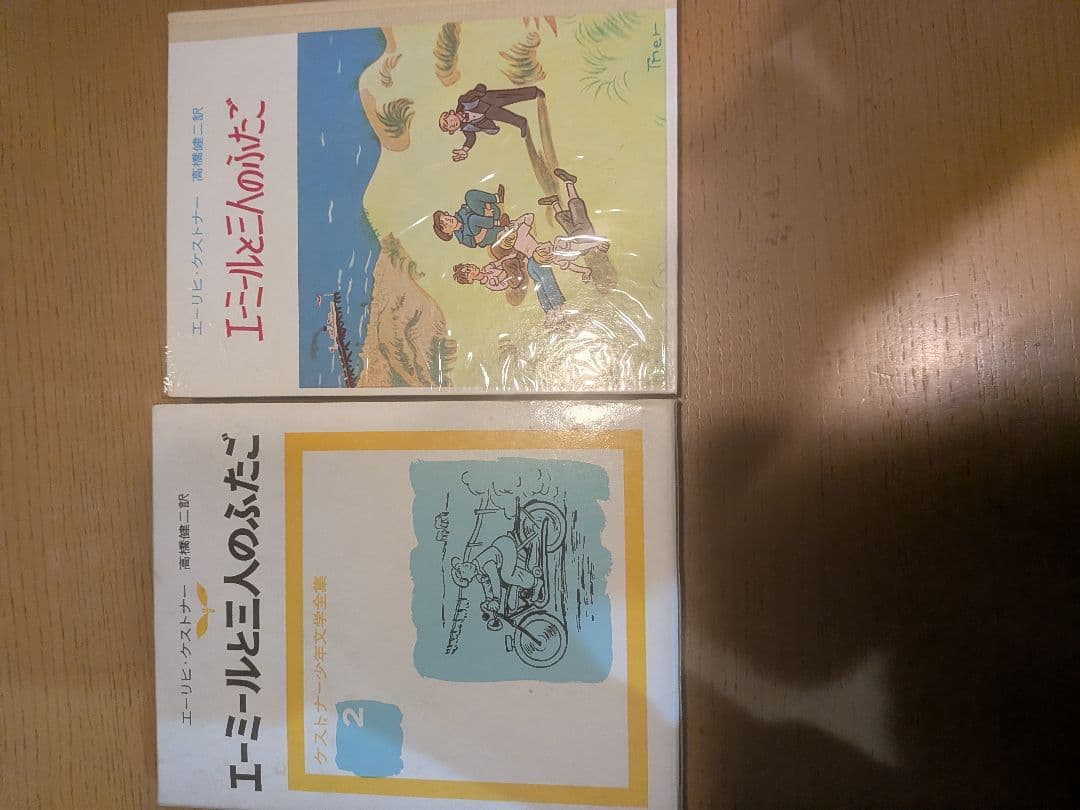 エーリヒ・ケストナー 高橋健二訳
エーミールと三人のふたご
Trier
エーリヒ・ケストナー 高橋健二訳
エーミールと三人のふたご
ケストナー少年文学全集
2